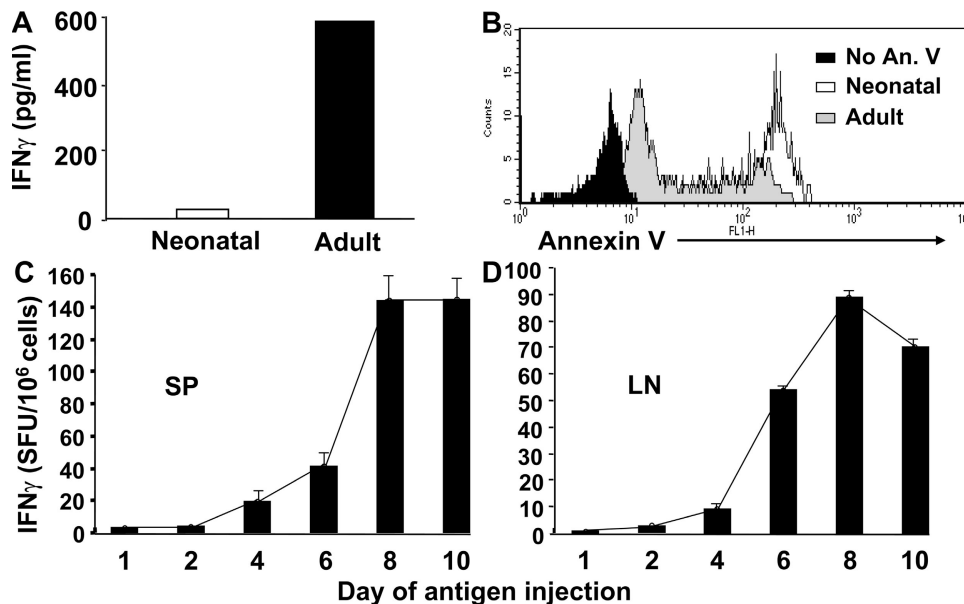 A
IFNγ (pg/ml)
600
400
200
0
Neonatal
Adult
B
Counts
20
15
10
5
0
10⁰
10¹
10²
10³
10
FL1-H
No An. V
Neonatal
Adult
Annexin V
C
IFNγ (SFU/10⁶ cells)
160
140
120
100
80
60
40
20
0
SP
1 2 4 6 8 10
D
100
90
80
70
60
50
40
30
20
10
0
LN
1 2 4 6 8 10
Day of antigen injection